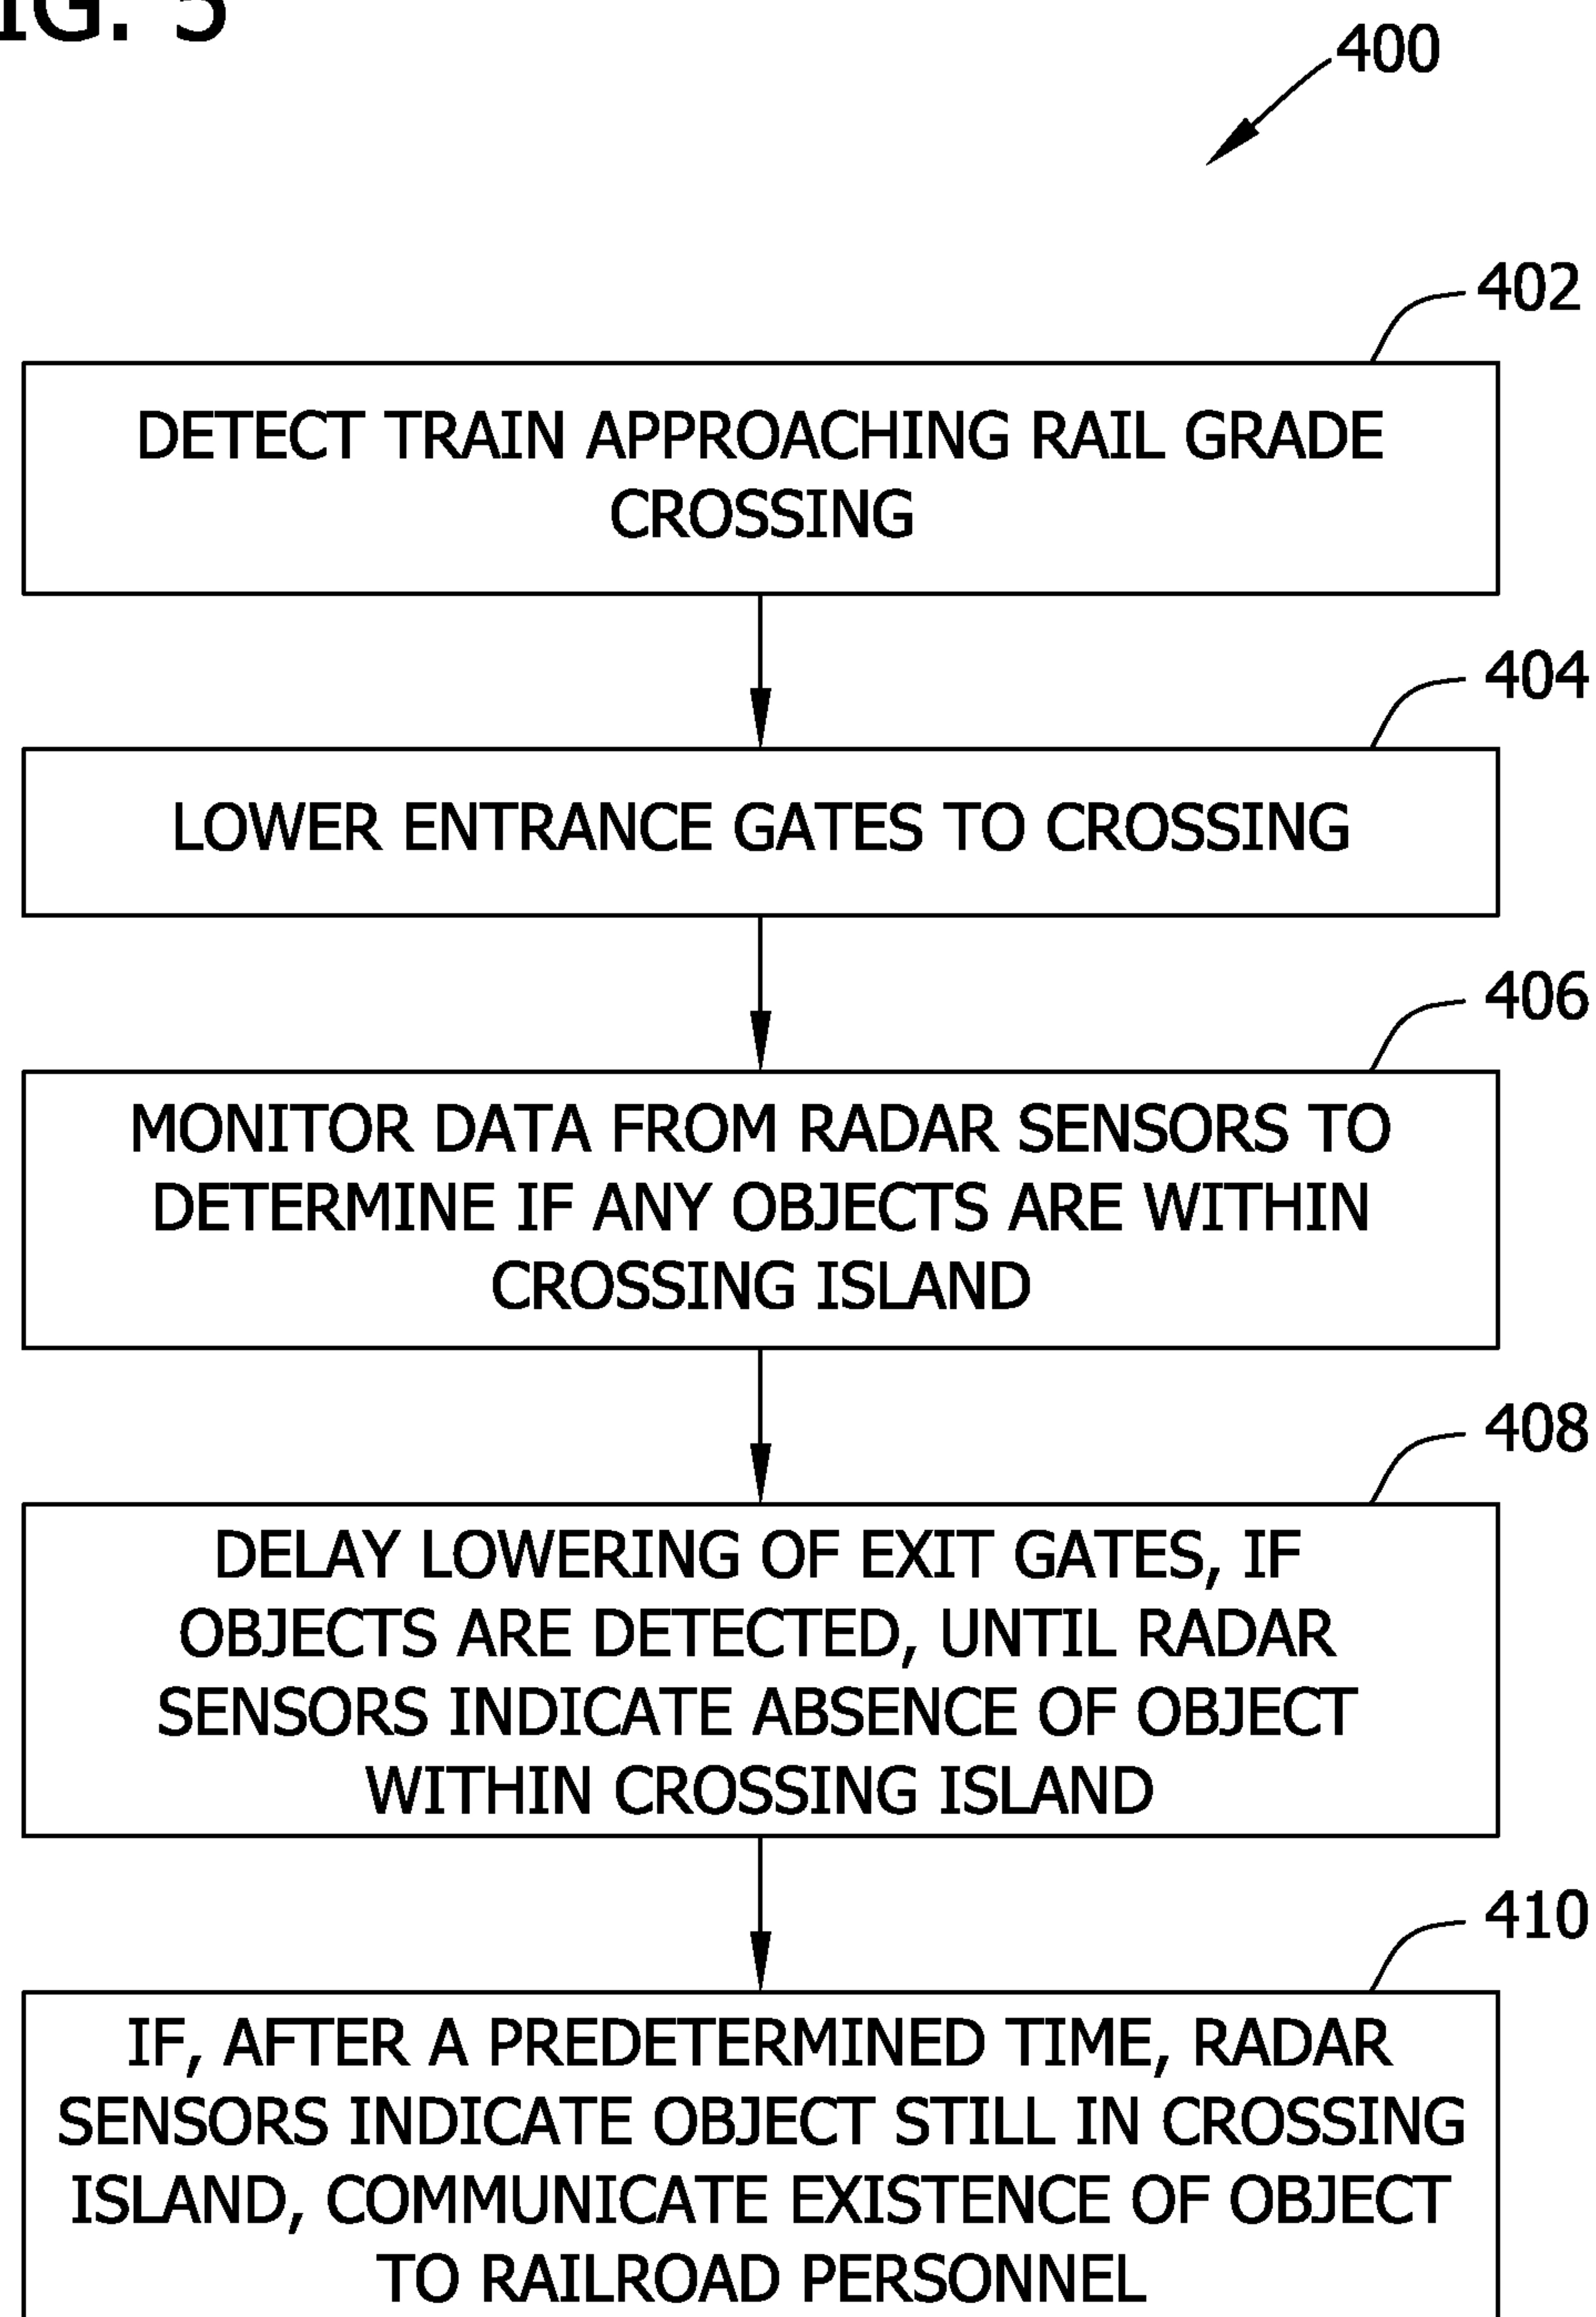 IG. 5
400
402
DETECT TRAIN APPROACHING RAIL GRADE
CROSSING
404
LOWER ENTRANCE GATES TO CROSSING
406
MONITOR DATA FROM RADAR SENSORS TO
DETERMINE IF ANY OBJECTS ARE WITHIN
CROSSING ISLAND
408
DELAY LOWERING OF EXIT GATES, IF
OBJECTS ARE DETECTED, UNTIL RADAR
SENSORS INDICATE ABSENCE OF OBJECT
WITHIN CROSSING ISLAND
410
IF, AFTER A PREDETERMINED TIME, RADAR
SENSORS INDICATE OBJECT STILL IN CROSSING
ISLAND, COMMUNICATE EXISTENCE OF OBJECT
TO RAILROAD PERSONNEL